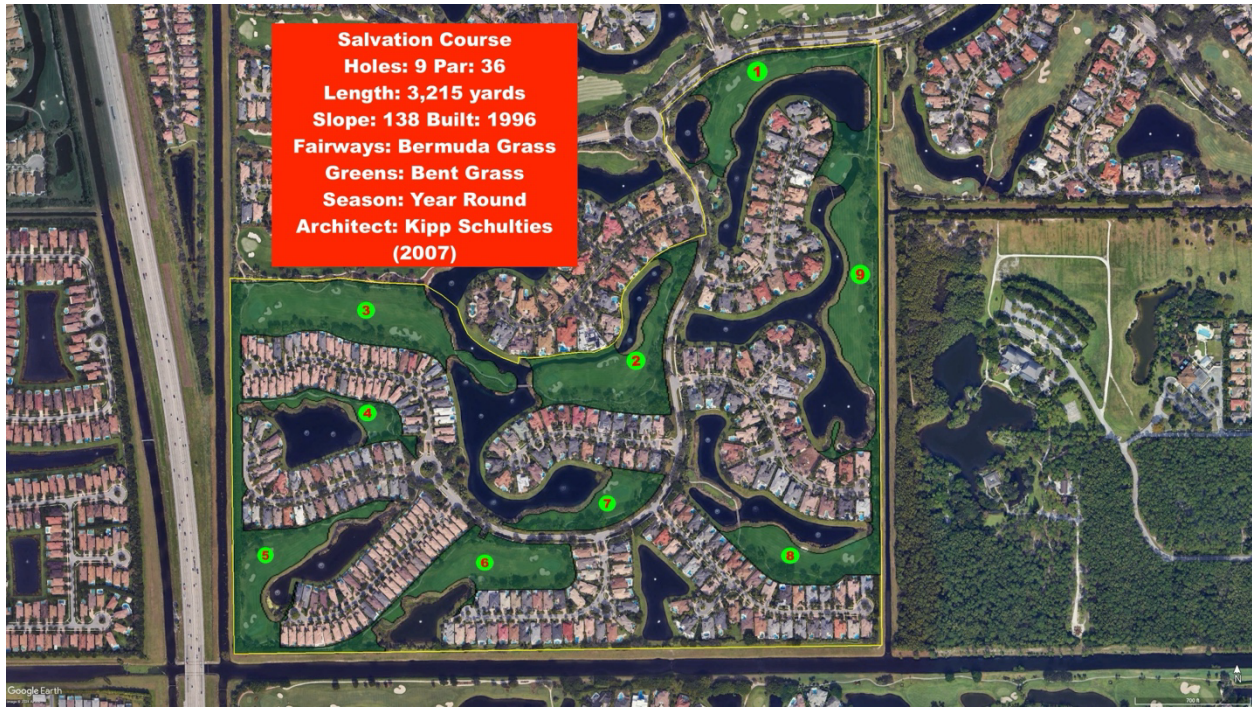 Salvation Course
Holes: 9 Par: 36
Length: 3,215 yards
Slope: 138 Built: 1996
Fairways: Bermuda Grass
Greens: Bent Grass
Season: Year Round
Architect: Kipp Schulties
(2007)
1
9
3
2
4
7
5
6
8
Google Earth
N
700 ft